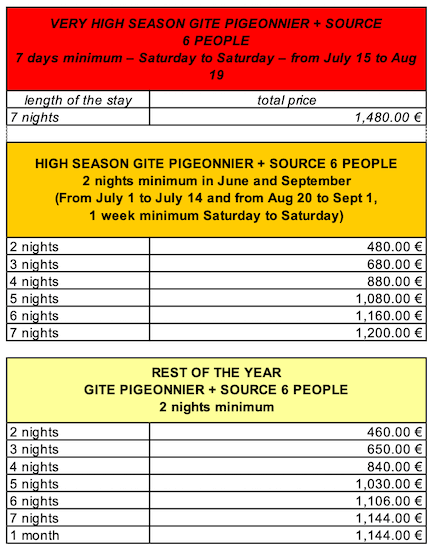 VERY HIGH SEASON GITE PIGEONNIER + SOURCE
6 PEOPLE
7 days minimum – Saturday to Saturday – from July 15 to Aug
19
length of the stay total price
7 nights 1,480.00 €
HIGH SEASON GITE PIGEONNIER + SOURCE 6 PEOPLE
2 nights minimum in June and September
(From July 1 to July 14 and from Aug 20 to Sept 1,
1 week minimum Saturday to Saturday)
2 nights 480.00 €
3 nights 680.00 €
4 nights 880.00 €
5 nights 1,080.00 €
6 nights 1,160.00 €
7 nights 1,200.00 €
REST OF THE YEAR
GITE PIGEONNIER + SOURCE 6 PEOPLE
2 nights minimum
2 nights 460.00 €
3 nights 650.00 €
4 nights 840.00 €
5 nights 1,030.00 €
6 nights 1,106.00 €
7 nights 1,144.00 €
1 month 1,144.00 €